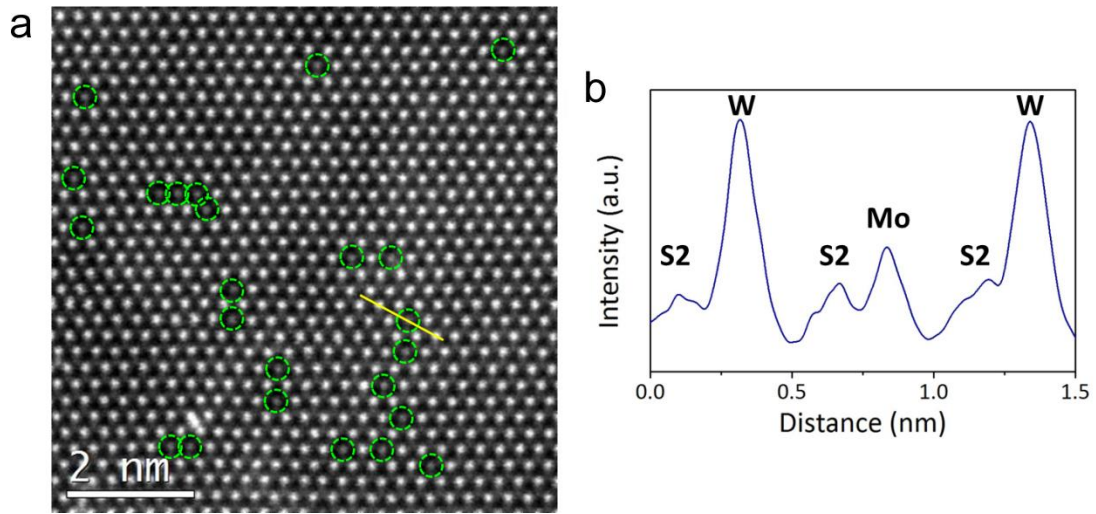 a
2 nm
b
W
W
Mo
S2
S2
S2
Intensity (a.u.)
0.0
0.5
1.0
1.5
Distance (nm)